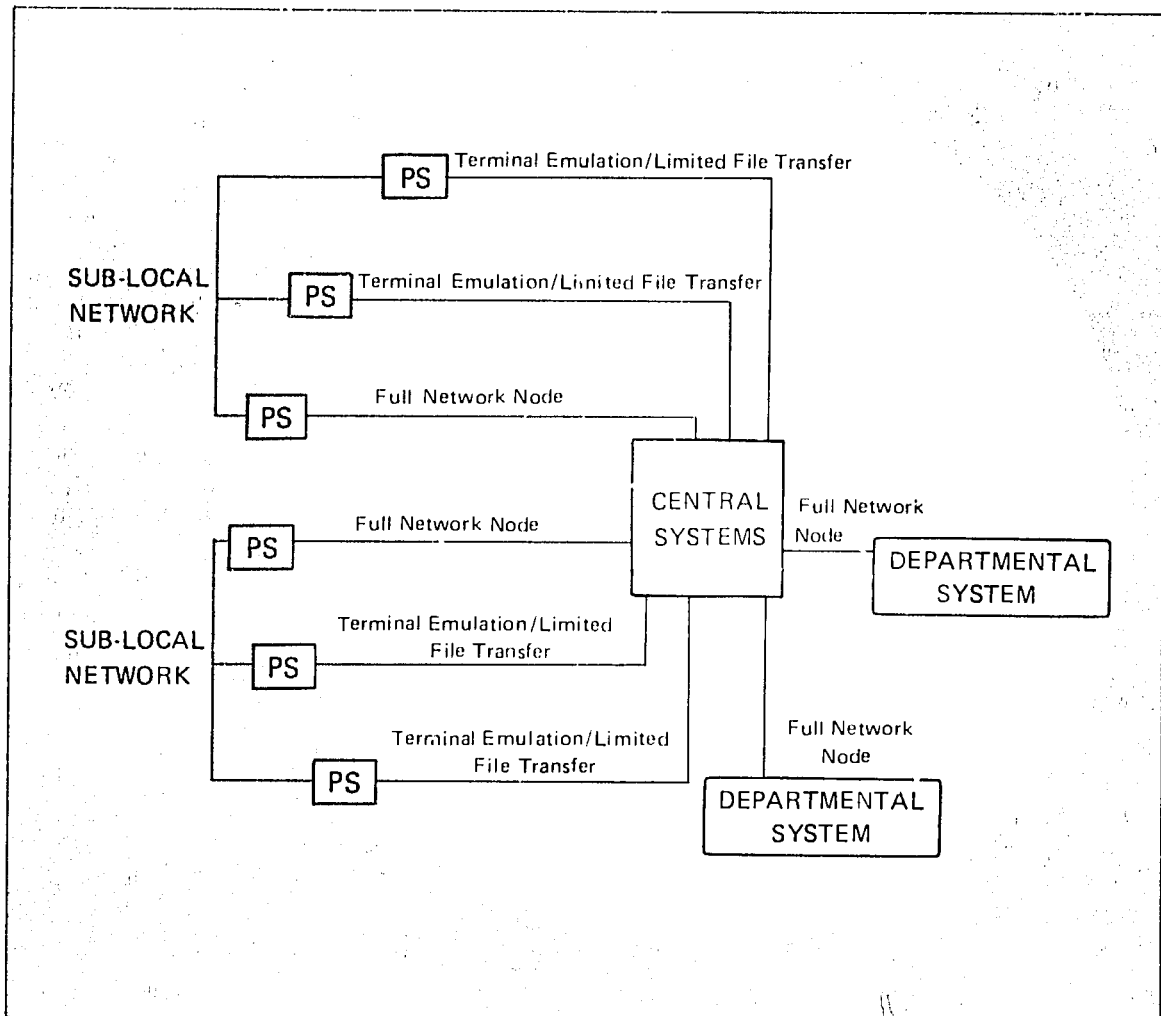 PS
Terminal Emulation/Limited File Transfer
SUB-LOCAL
NETWORK
PS
Terminal Emulation/Limited File Transfer
PS
Full Network Node
CENTRAL
SYSTEMS
Full Network
Node
DEPARTMENTAL
SYSTEM
PS
Full Network Node
SUB-LOCAL
NETWORK
PS
Terminal Emulation/Limited
File Transfer
PS
Terminal Emulation/Limited
File Transfer
Full Network
Node
DEPARTMENTAL
SYSTEM